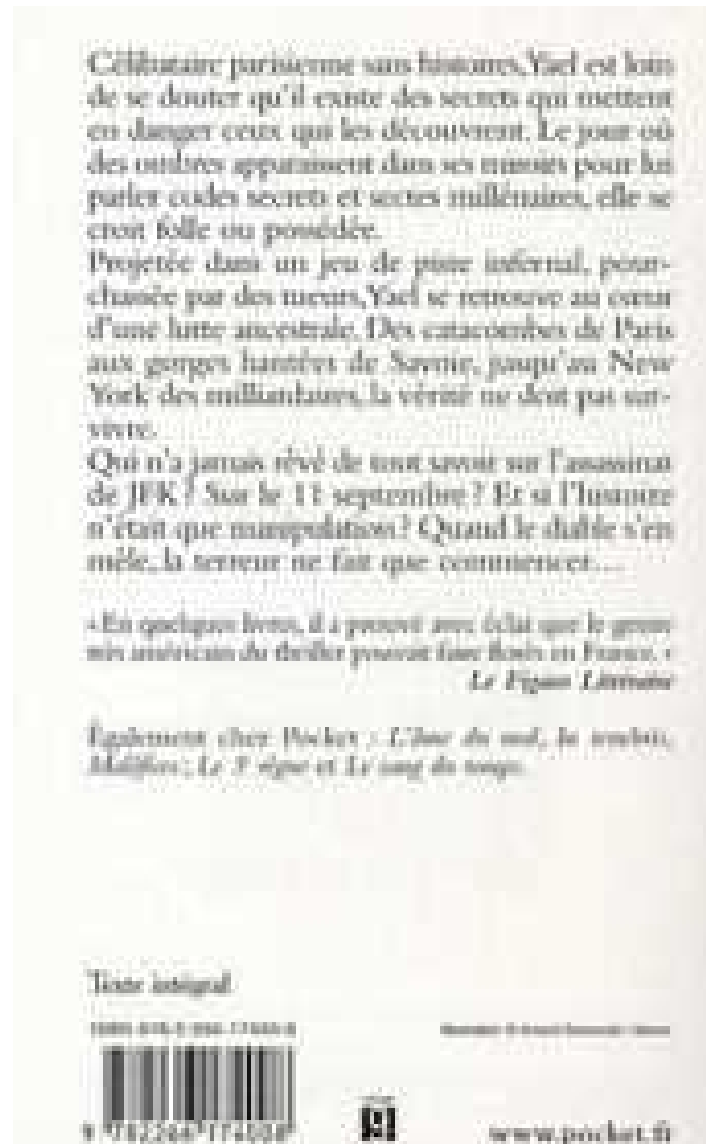 Célibataire parisienne sans histoires, Yael est loin
de se douter qu'il existe des secrets qui mettent
en danger ceux qui les découvrent. Le jour où
des ombres apparaissent dans ses miroirs pour lui
parler codes secrets et sectes millénaires, elle se
croit folle ou possédée.
Projetée dans un jeu de piste infernal, pour-
chassée par des tueurs, Yael se retrouve au cœur
d'une lutte ancestrale. Des catacombes de Paris
aux gorges hantées de Savoie, jusqu'au New
York des milliardaires, la vérité ne doit pas sur-
vivre.
Qui n'a jamais rêvé de tout savoir sur l'assassinat
de JFK ? Sur le 11 septembre ? Et si l'histoire
n'était que manipulation ? Quand le diable s'en
mêle, la terreur ne fait que commencer…
« En quelques livres, il a prouvé avec éclat que le genre
très américain du thriller pouvait faire florès en France. »
Le Figaro Littéraire
Également chez Pocket : L'âme du mal, In tenebris,
Maléfices, Le 5e règne et Le sang du temps.
Texte intégral
www.pocket.fr